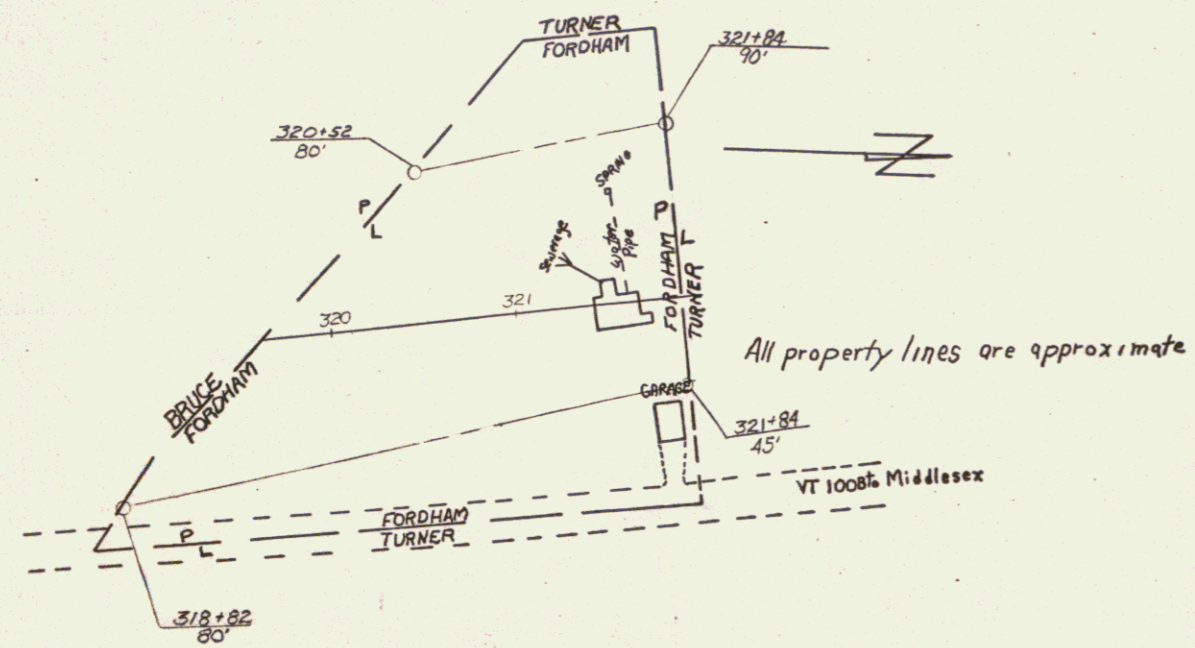 TURNER
FORDHAM
321+84
90'
320+52
80'
SPRING
P
L
Sewerage
Water
Pipe
P
L
FORDHAM
TURNER
320
321
All property lines are approximate
BRUCE
FORDHAM
GARAGE
321+84
45'
VT 100B to Middlesex
FORDHAM
TURNER
P
L
318+82
80'
Z